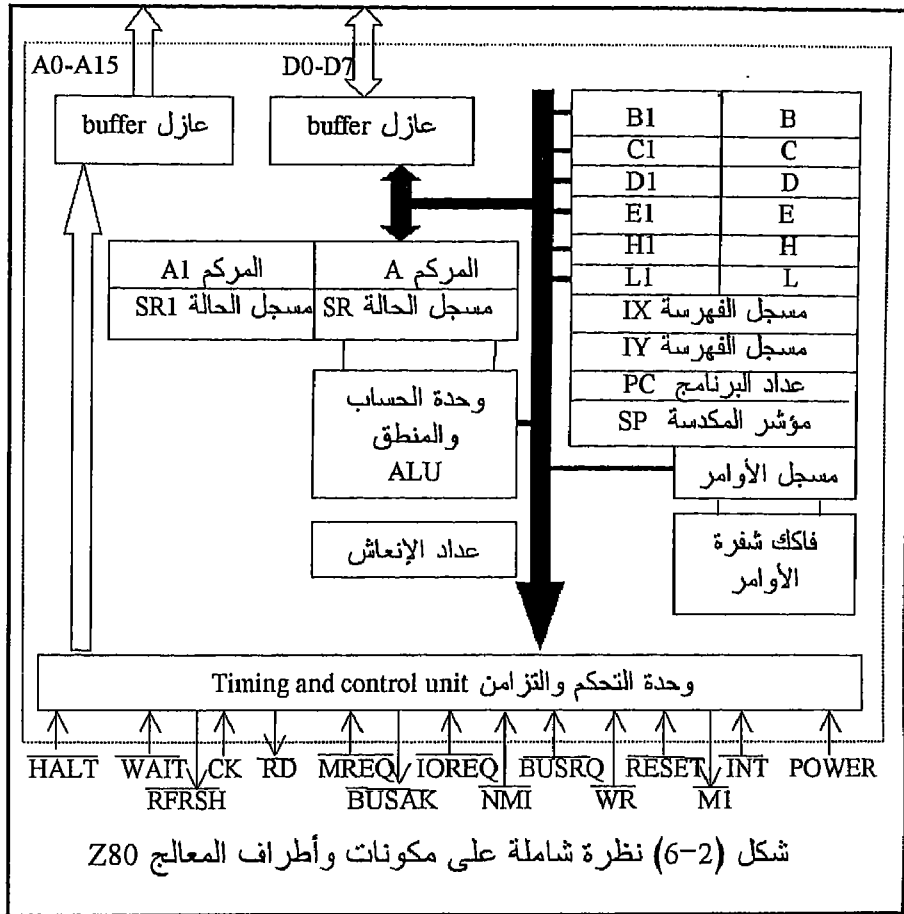 A0-A15
D0-D7
عازل buffer
عازل buffer
B1 B
C1 C
D1 D
E1 E
H1 H
L1 L
مسجل الفهرسة IX
مسجل الفهرسة IY
عداد البرنامج PC
مؤشر المكدسة SP
مسجل الأوامر
فاكك شفرة
الأوامر
المركم A
المركم A1
مسجل الحالة SR
مسجل الحالة SR1
وحدة الحساب
والمنطق
ALU
عداد الإنعاش
وحدة التحكم والتزامن Timing and control unit
HALT WAIT CK RD MREQ IOREQ BUSRQ RESET INT POWER
RFRSH BUSAK NMI WR M1
شكل (2-6) نظرة شاملة على مكونات وأطراف المعالج Z80